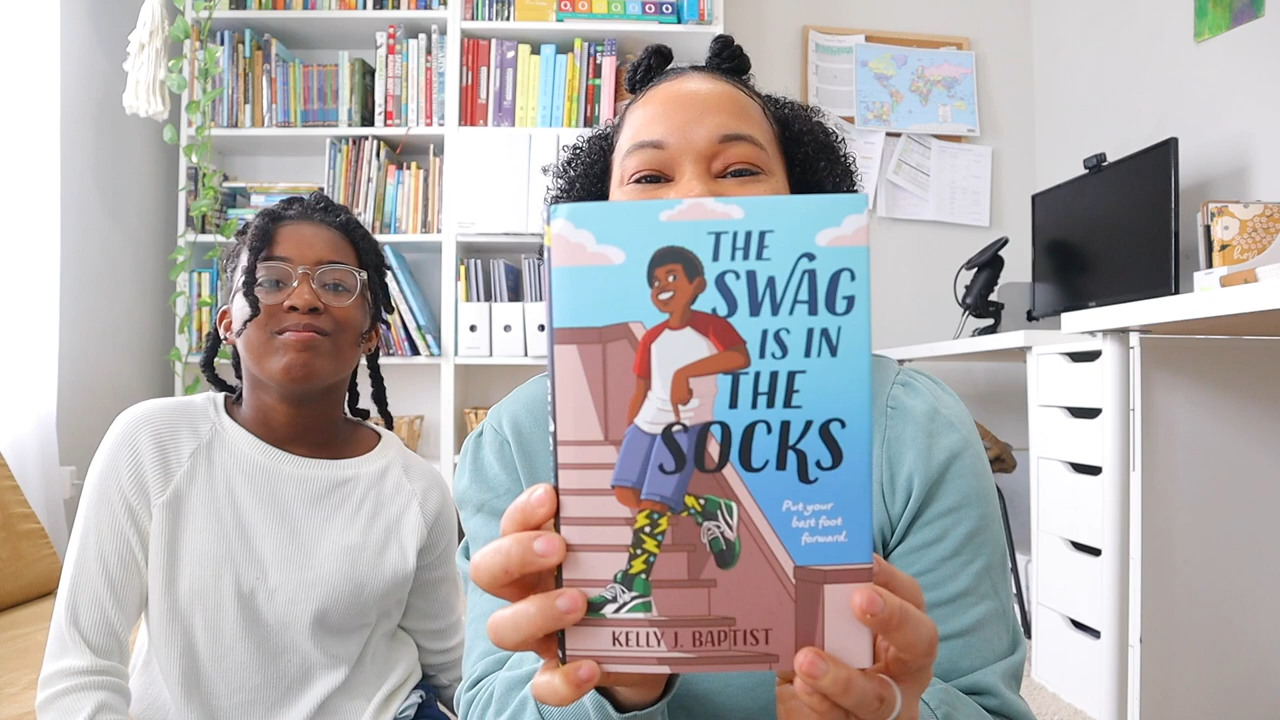 THE
SWAG
IS IN
THE
SOCKS
Put your
best foot
forward.
KELLY J. BAPTIST